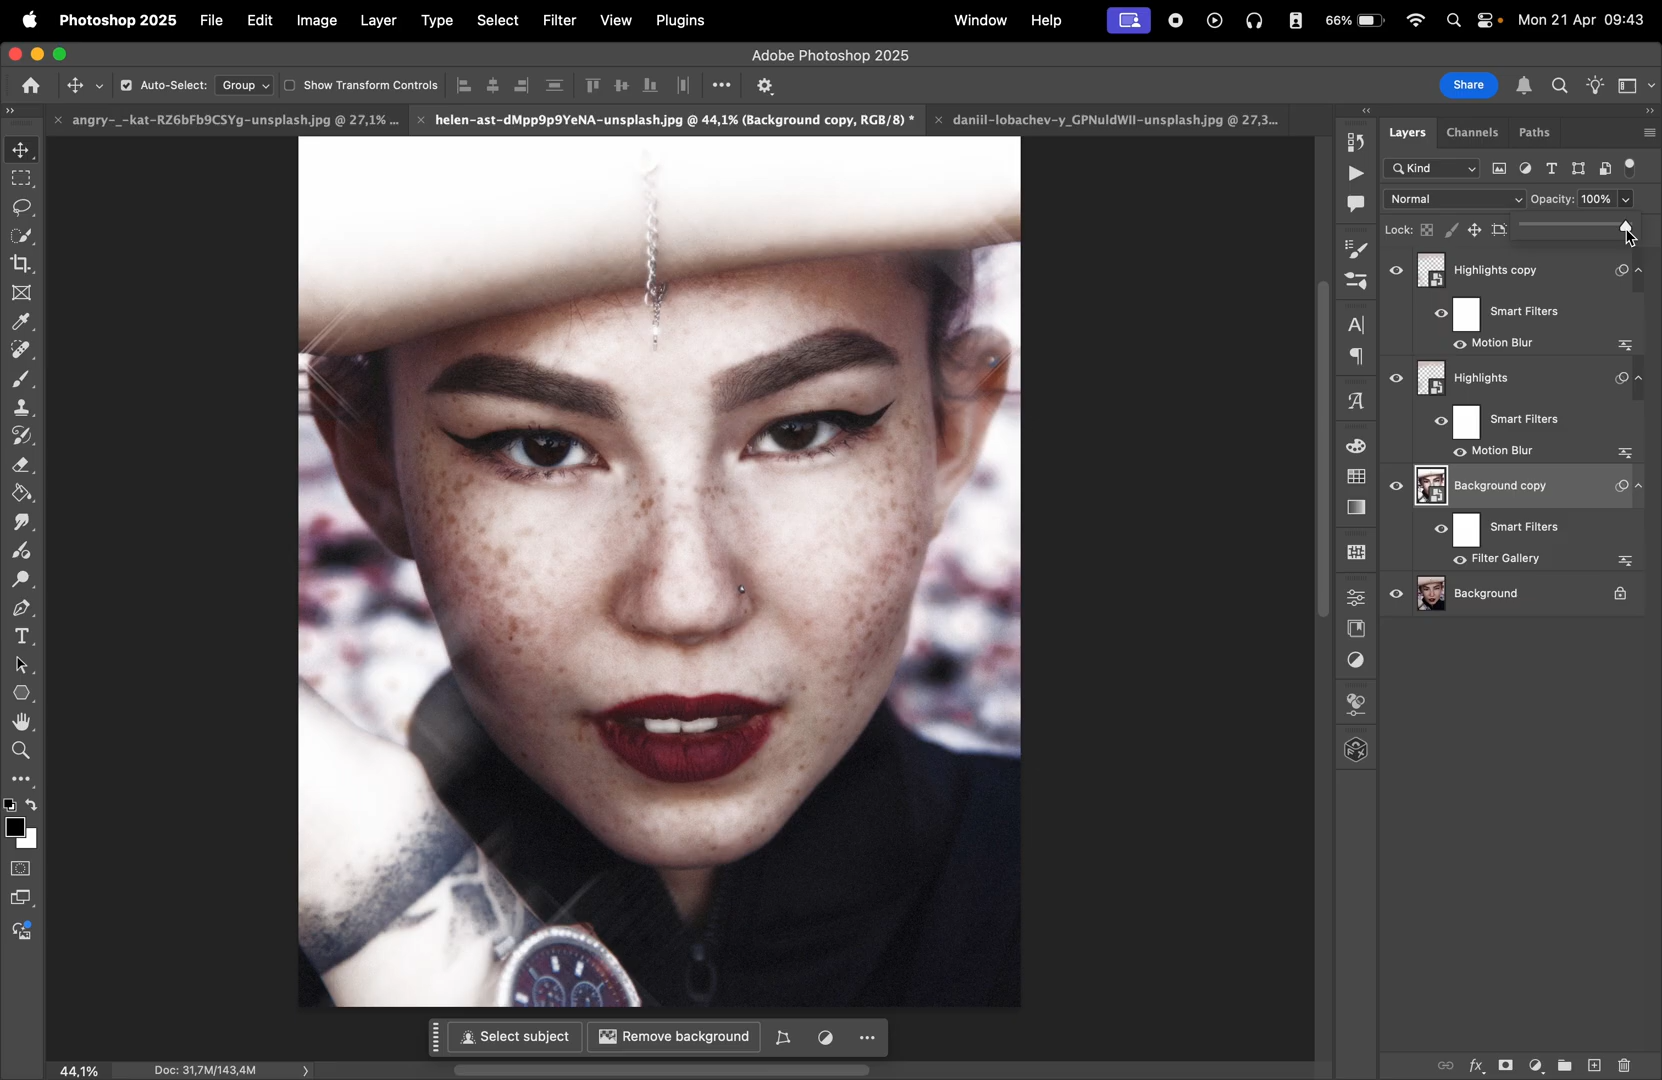 Photoshop 2025 File Edit Image Layer Type Select Filter View Plugins Window Help 66% Mon 21 Apr 09:43
Adobe Photoshop 2025
Auto-Select: Group Show Transform Controls Share
angry-_-kat-RZ6bFb9CSYg-unsplash.jpg @ 27,1% ... helen-ast-dMpp9p9YeNA-unsplash.jpg @ 44,1% (Background copy, RGB/8) * daniil-lobachev-y_GPNuldWII-unsplash.jpg @ 27,3...
Layers Channels Paths
Kind
Normal Opacity: 100%
Lock:
Highlights copy
Smart Filters
Motion Blur
Highlights
Smart Filters
Motion Blur
Background copy
Smart Filters
Filter Gallery
Background
Select subject Remove background
44,1% Doc: 31,7M/143,4M